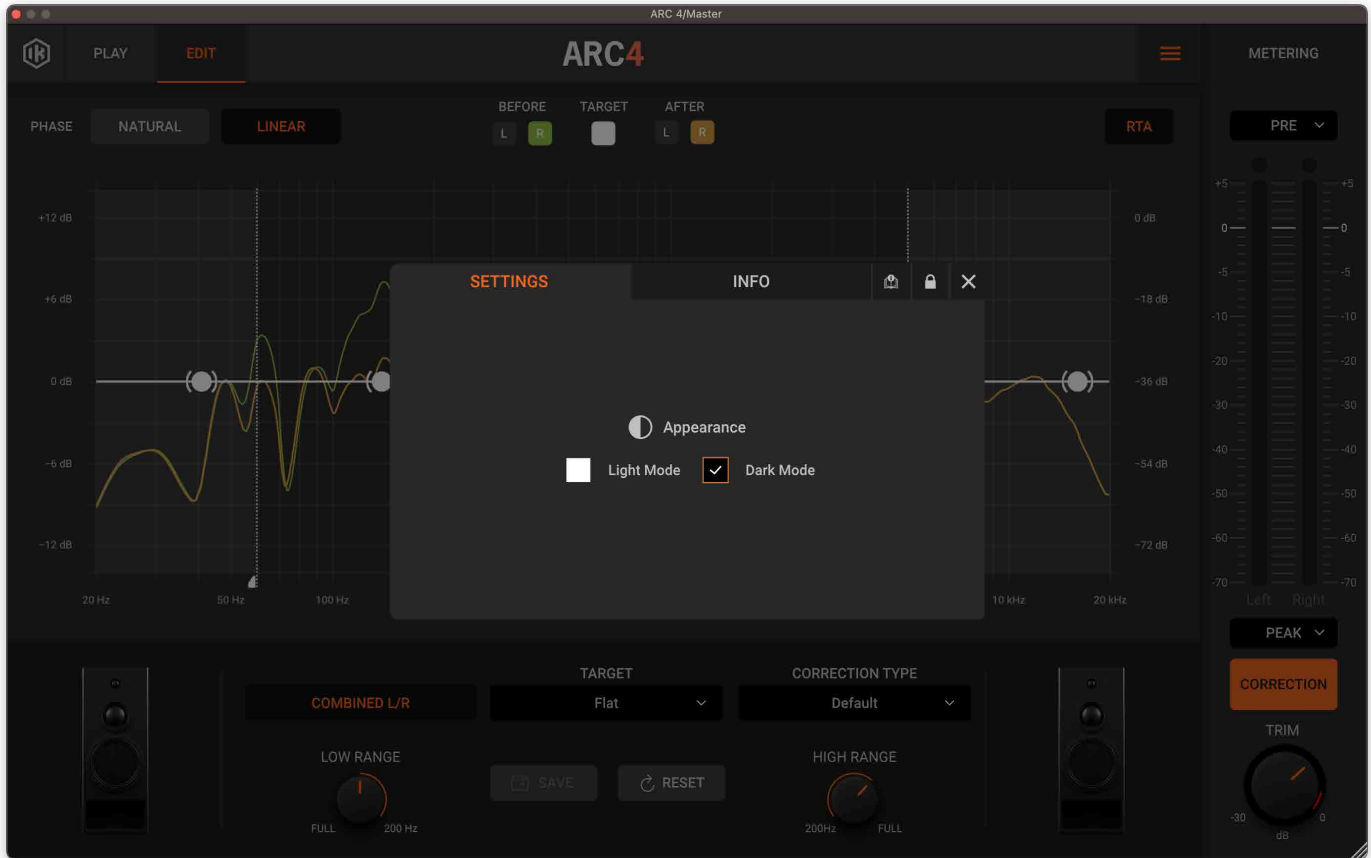 ARC 4/Master
IK PLAY EDIT ARC4 METERING
BEFORE TARGET AFTER
PHASE NATURAL LINEAR L R L R RTA PRE
+5 +5
+12 dB 0 dB 0 0
SETTINGS INFO
-5 -5
+6 dB -18 dB
-10 -10
-20 -20
0 dB -36 dB
-30 -30
Appearance
-40 -40
-6 dB Light Mode Dark Mode -54 dB
-50 -50
-12 dB -72 dB
-60 -60
-70 -70
20 Hz 50 Hz 100 Hz 10 kHz 20 kHz Left Right
PEAK
TARGET CORRECTION TYPE
COMBINED L/R Flat Default CORRECTION
TRIM
LOW RANGE HIGH RANGE
SAVE RESET
-30 0
FULL 200 Hz 200Hz FULL
dB